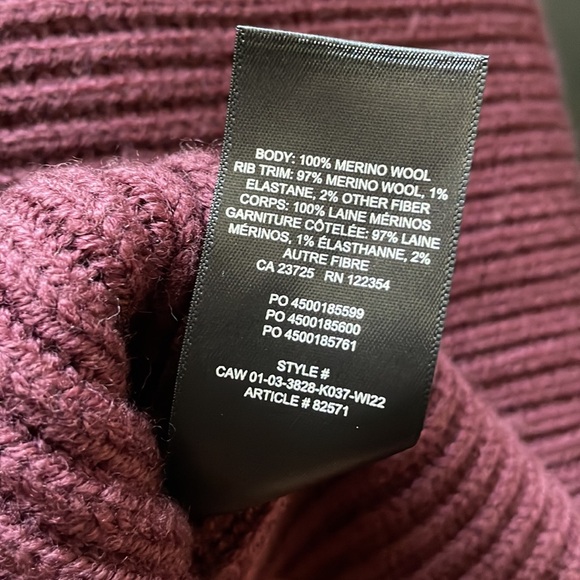 BODY: 100% MERINO WOOL
RIB TRIM: 97% MERINO WOOL, 1%
ELASTANE, 2% OTHER FIBER
CORPS: 100% LAINE MÉRINOS
GARNITURE CÔTELÉE: 97% LAINE
MÉRINOS, 1% ÉLASTHANNE, 2%
AUTRE FIBRE
CA 23725 RN 122354
PO 4500185599
PO 4500185600
PO 4500185761
STYLE #
CAW 01-03-3828-K037-WI22
ARTICLE # 82571